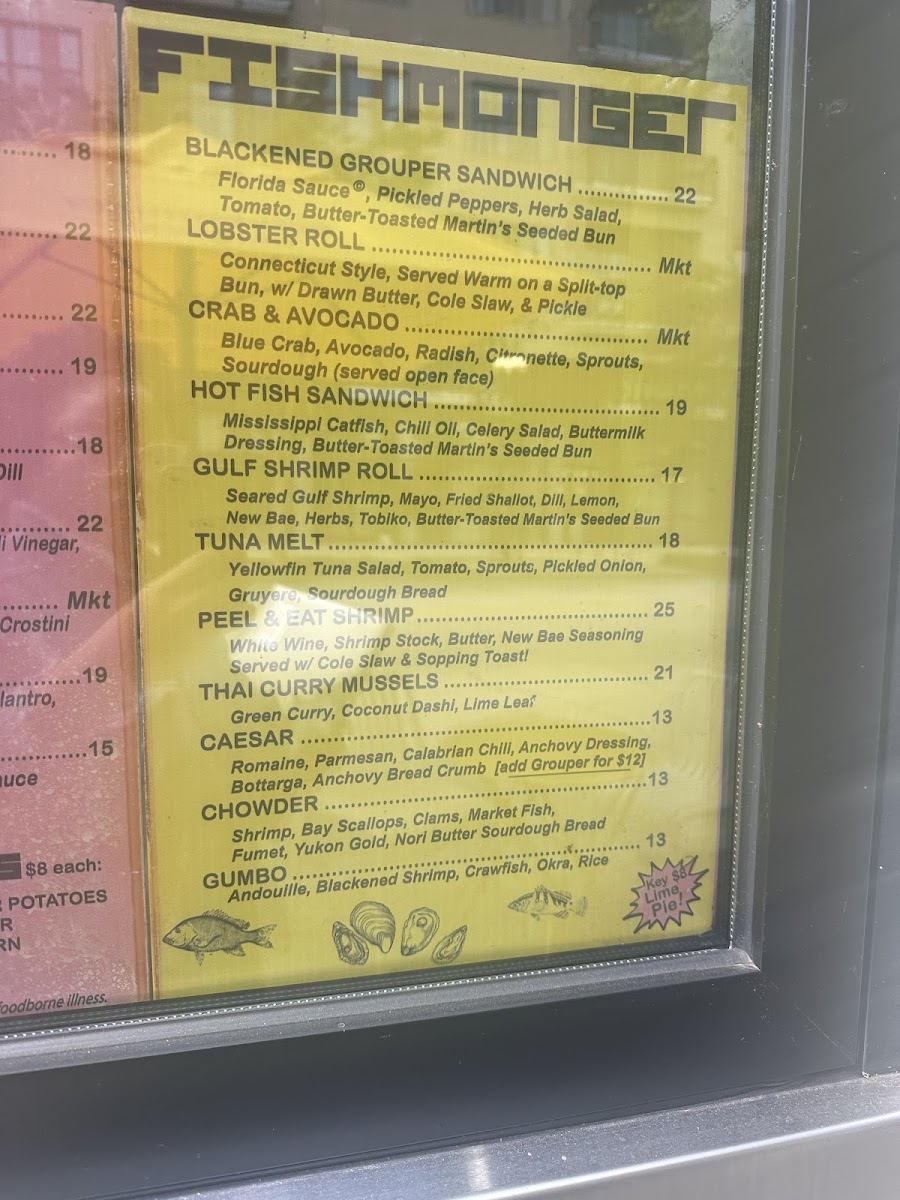 .......... 18
.......... 22
.......... 22
.......... 19
.......... 18
Dill
.......... 22
Vinegar,
........ Mkt
Crostini
..........19
lantro,
..........15
$8 each:
POTATOES
foodborne illness.
FISHMONGER
BLACKENED GROUPER SANDWICH ............... 22
Florida Sauce©, Pickled Peppers, Herb Salad,
Tomato, Butter-Toasted Martin's Seeded Bun
LOBSTER ROLL ............................................ Mkt
Connecticut Style, Served Warm on a Split-top
Bun, w/ Drawn Butter, Cole Slaw, & Pickle
CRAB & AVOCADO ...................................... Mkt
Blue Crab, Avocado, Radish, Citronette, Sprouts,
Sourdough (served open face)
HOT FISH SANDWICH ................................... 19
Mississippi Catfish, Chili Oil, Celery Salad, Buttermilk
Dressing, Butter-Toasted Martin's Seeded Bun
GULF SHRIMP ROLL ..................................... 17
Seared Gulf Shrimp, Mayo, Fried Shallot, Dill, Lemon,
New Bae, Herbs, Tobiko, Butter-Toasted Martin's Seeded Bun
TUNA MELT .................................................. 18
Yellowfin Tuna Salad, Tomato, Sprouts, Pickled Onion,
Gruyere, Sourdough Bread
PEEL & EAT SHRIMP .................................... 25
White Wine, Shrimp Stock, Butter, New Bae Seasoning
Served w/ Cole Slaw & Sopping Toast!
THAI CURRY MUSSELS ................................ 21
Green Curry, Coconut Dashi, Lime Leaf
CAESAR .......................................................13
Romaine, Parmesan, Calabrian Chili, Anchovy Dressing,
Bottarga, Anchovy Bread Crumb [add Grouper for $12]
CHOWDER ...................................................13
Shrimp, Bay Scallops, Clams, Market Fish,
Fumet, Yukon Gold, Nori Butter Sourdough Bread
GUMBO ....................................................... 13
Andouille, Blackened Shrimp, Crawfish, Okra, Rice
Key $8
Lime
Pie!